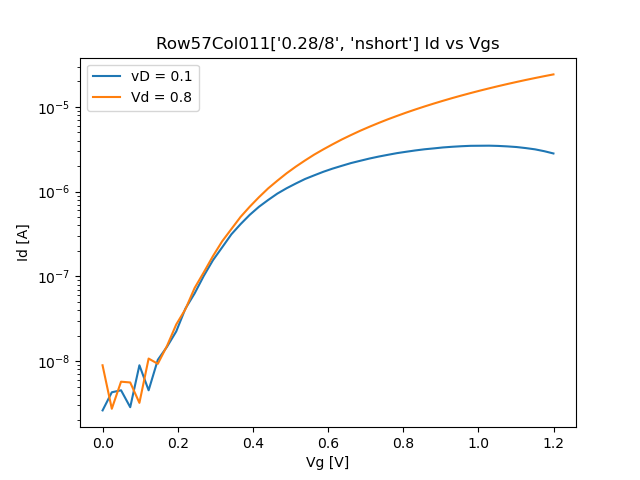 Row57Col011['0.28/8', 'nshort'] Id vs Vgs
vD = 0.1
Vd = 0.8
Id [A]
10⁻⁵
10⁻⁶
10⁻⁷
10⁻⁸
0.0 0.2 0.4 0.6 0.8 1.0 1.2
Vg [V]